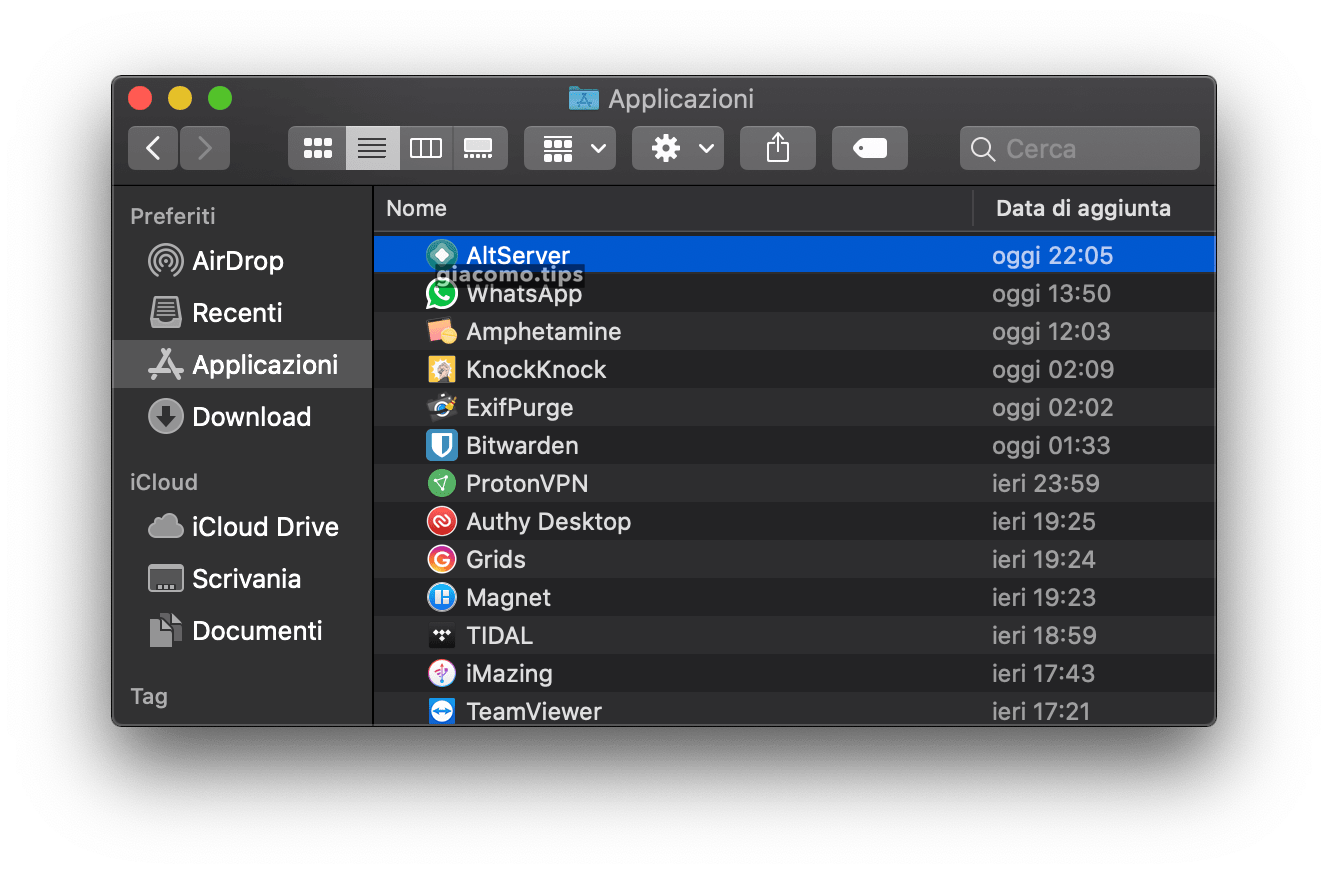 Applicazioni
Cerca
Preferiti
AirDrop
Recenti
Applicazioni
Download
iCloud
iCloud Drive
Scrivania
Documenti
Tag
Nome Data di aggiunta
AltServer oggi 22:05
giacomo.tips
WhatsApp oggi 13:50
Amphetamine oggi 12:03
KnockKnock oggi 02:09
ExifPurge oggi 02:02
Bitwarden oggi 01:33
ProtonVPN ieri 23:59
Authy Desktop ieri 19:25
Grids ieri 19:24
Magnet ieri 19:23
TIDAL ieri 18:59
iMazing ieri 17:43
TeamViewer ieri 17:21